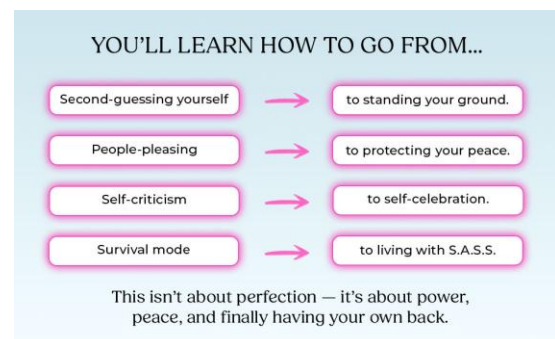 YOU'LL LEARN HOW TO GO FROM...
Second-guessing yourself
to standing your ground.
People-pleasing
to protecting your peace.
Self-criticism
to self-celebration.
Survival mode
to living with S.A.S.S.
This isn't about perfection — it's about power,
peace, and finally having your own back.